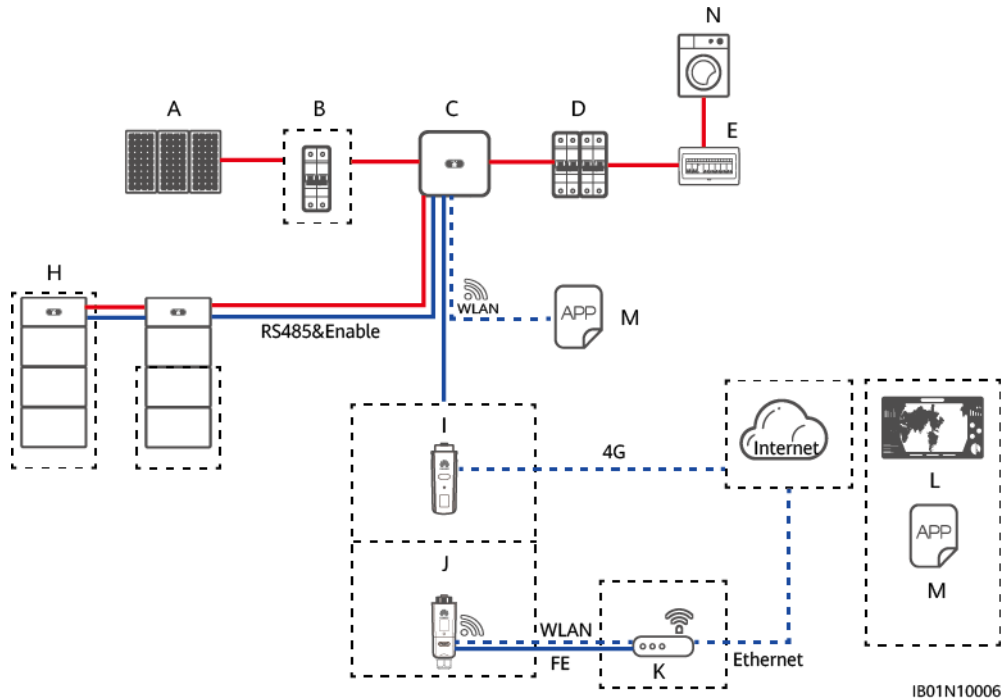 N
A
B
C
D
E
H
WLAN
APP
M
RS485&Enable
I
4G
Internet
L
APP
M
J
WLAN
FE
K
Ethernet
IB01N10006